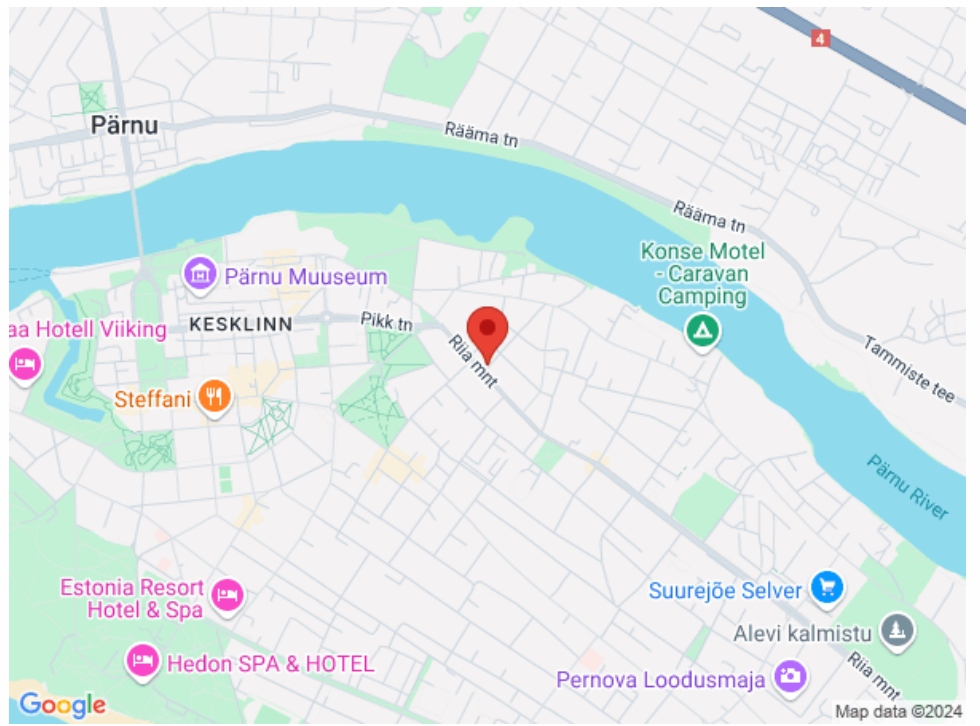 4
Pärnu
Rääma tn
Rääma tn
Konse Motel
- Caravan
Camping
Pärnu Muuseum
KESKLINN
Pikk tn
aa Hotell Viiking
Riia mnt
Tammiste tee
Steffani
Pärnu River
Estonia Resort
Hotel & Spa
Suurejõe Selver
Alevi kalmistu
Hedon SPA & HOTEL
Riia mnt
Pernova Loodusmaja
Google
Map data ©2024